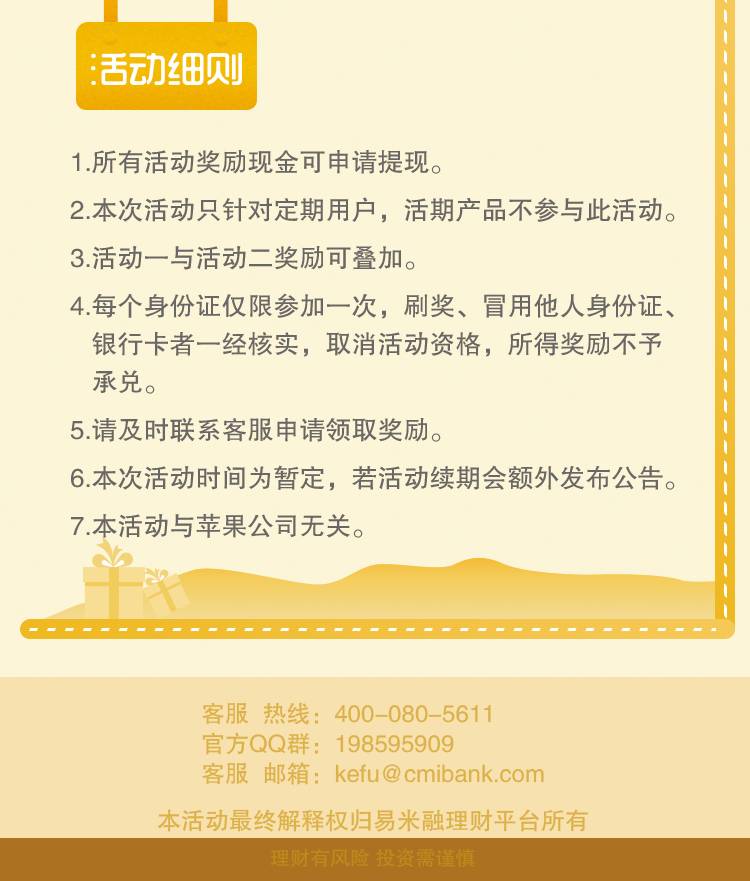 活动细则
1.所有活动奖励现金可申请提现。
2.本次活动只针对定期用户，活期产品不参与此活动。
3.活动一与活动二奖励可叠加。
4.每个身份证仅限参加一次，刷奖、冒用他人身份证、
银行卡者一经核实，取消活动资格，所得奖励不予
承兑。
5.请及时联系客服申请领取奖励。
6.本次活动时间为暂定，若活动续期会额外发布公告。
7.本活动与苹果公司无关。
客服 热线：400-080-5611
官方QQ群：198595909
客服 邮箱：kefu@cmibank.com
本活动最终解释权归易米融理财平台所有
理财有风险 投资需谨慎